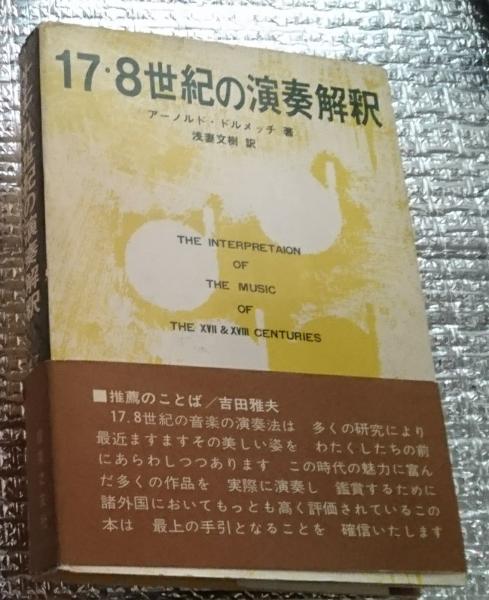 17・8世紀の演奏解釈
アーノルド・ドルメッチ 著
浅妻文樹 訳
THE INTERPRETAION
OF
THE MUSIC
OF
THE XVII & XVIII CENTURIES
■推薦のことば/吉田雅夫
17.8世紀の音楽の演奏法は 多くの研究により
最近ますますその美しい姿を わたくしたちの前
にあらわしつつあります この時代の魅力に富ん
だ多くの作品を 実際に演奏し 鑑賞するために
諸外国においてもっとも高く評価されているこの
本は 最上の手引となることを 確信いたします